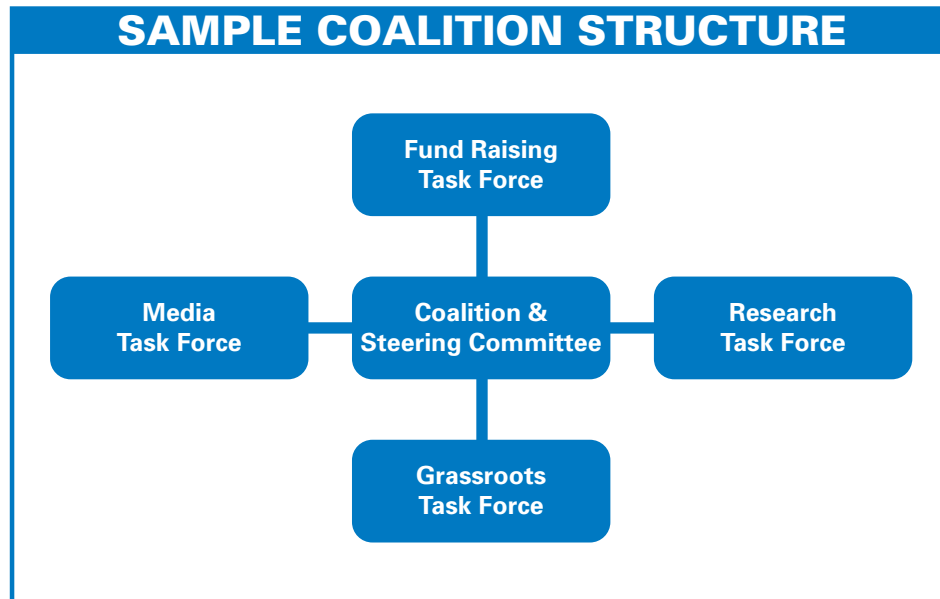 SAMPLE COALITION STRUCTURE
Fund Raising
Task Force
Media
Task Force
Coalition &
Steering Committee
Research
Task Force
Grassroots
Task Force